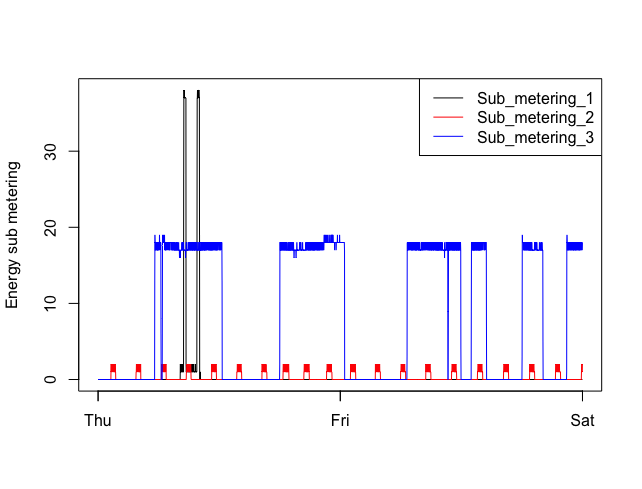 Sub_metering_1
Sub_metering_2
Sub_metering_3
Energy sub metering
30
20
10
0
Thu Fri Sat